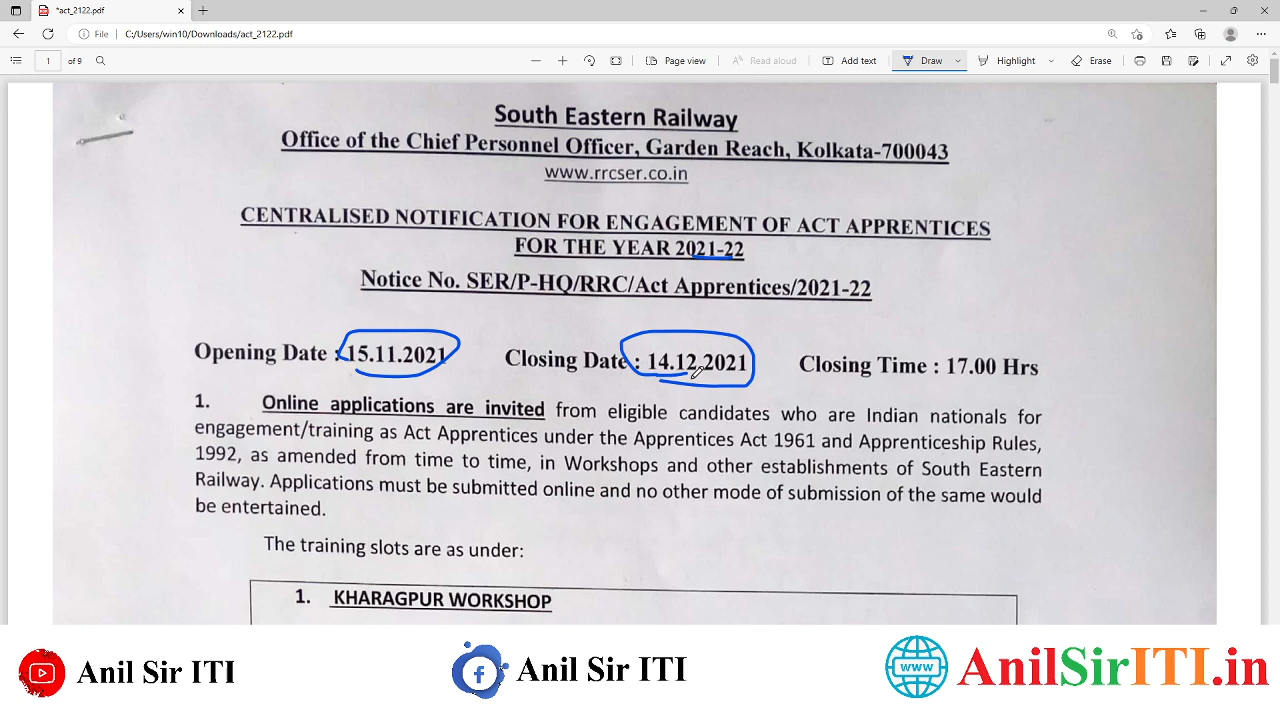 *act_2122.pdf
File C:/Users/win10/Downloads/act_2122.pdf
1 of 9 Page view Read aloud Add text Draw Highlight Erase
South Eastern Railway
Office of the Chief Personnel Officer, Garden Reach, Kolkata-700043
www.rrcser.co.in
CENTRALISED NOTIFICATION FOR ENGAGEMENT OF ACT APPRENTICES
FOR THE YEAR 2021-22
Notice No. SER/P-HQ/RRC/Act Apprentices/2021-22
Opening Date : 15.11.2021 Closing Date : 14.12.2021 Closing Time : 17.00 Hrs
1. Online applications are invited from eligible candidates who are Indian nationals for
engagement/training as Act Apprentices under the Apprentices Act 1961 and Apprenticeship Rules,
1992, as amended from time to time, in Workshops and other establishments of South Eastern
Railway. Applications must be submitted online and no other mode of submission of the same would
be entertained.
The training slots are as under:
1. KHARAGPUR WORKSHOP
Anil Sir ITI Anil Sir ITI www AnilSirITI.in